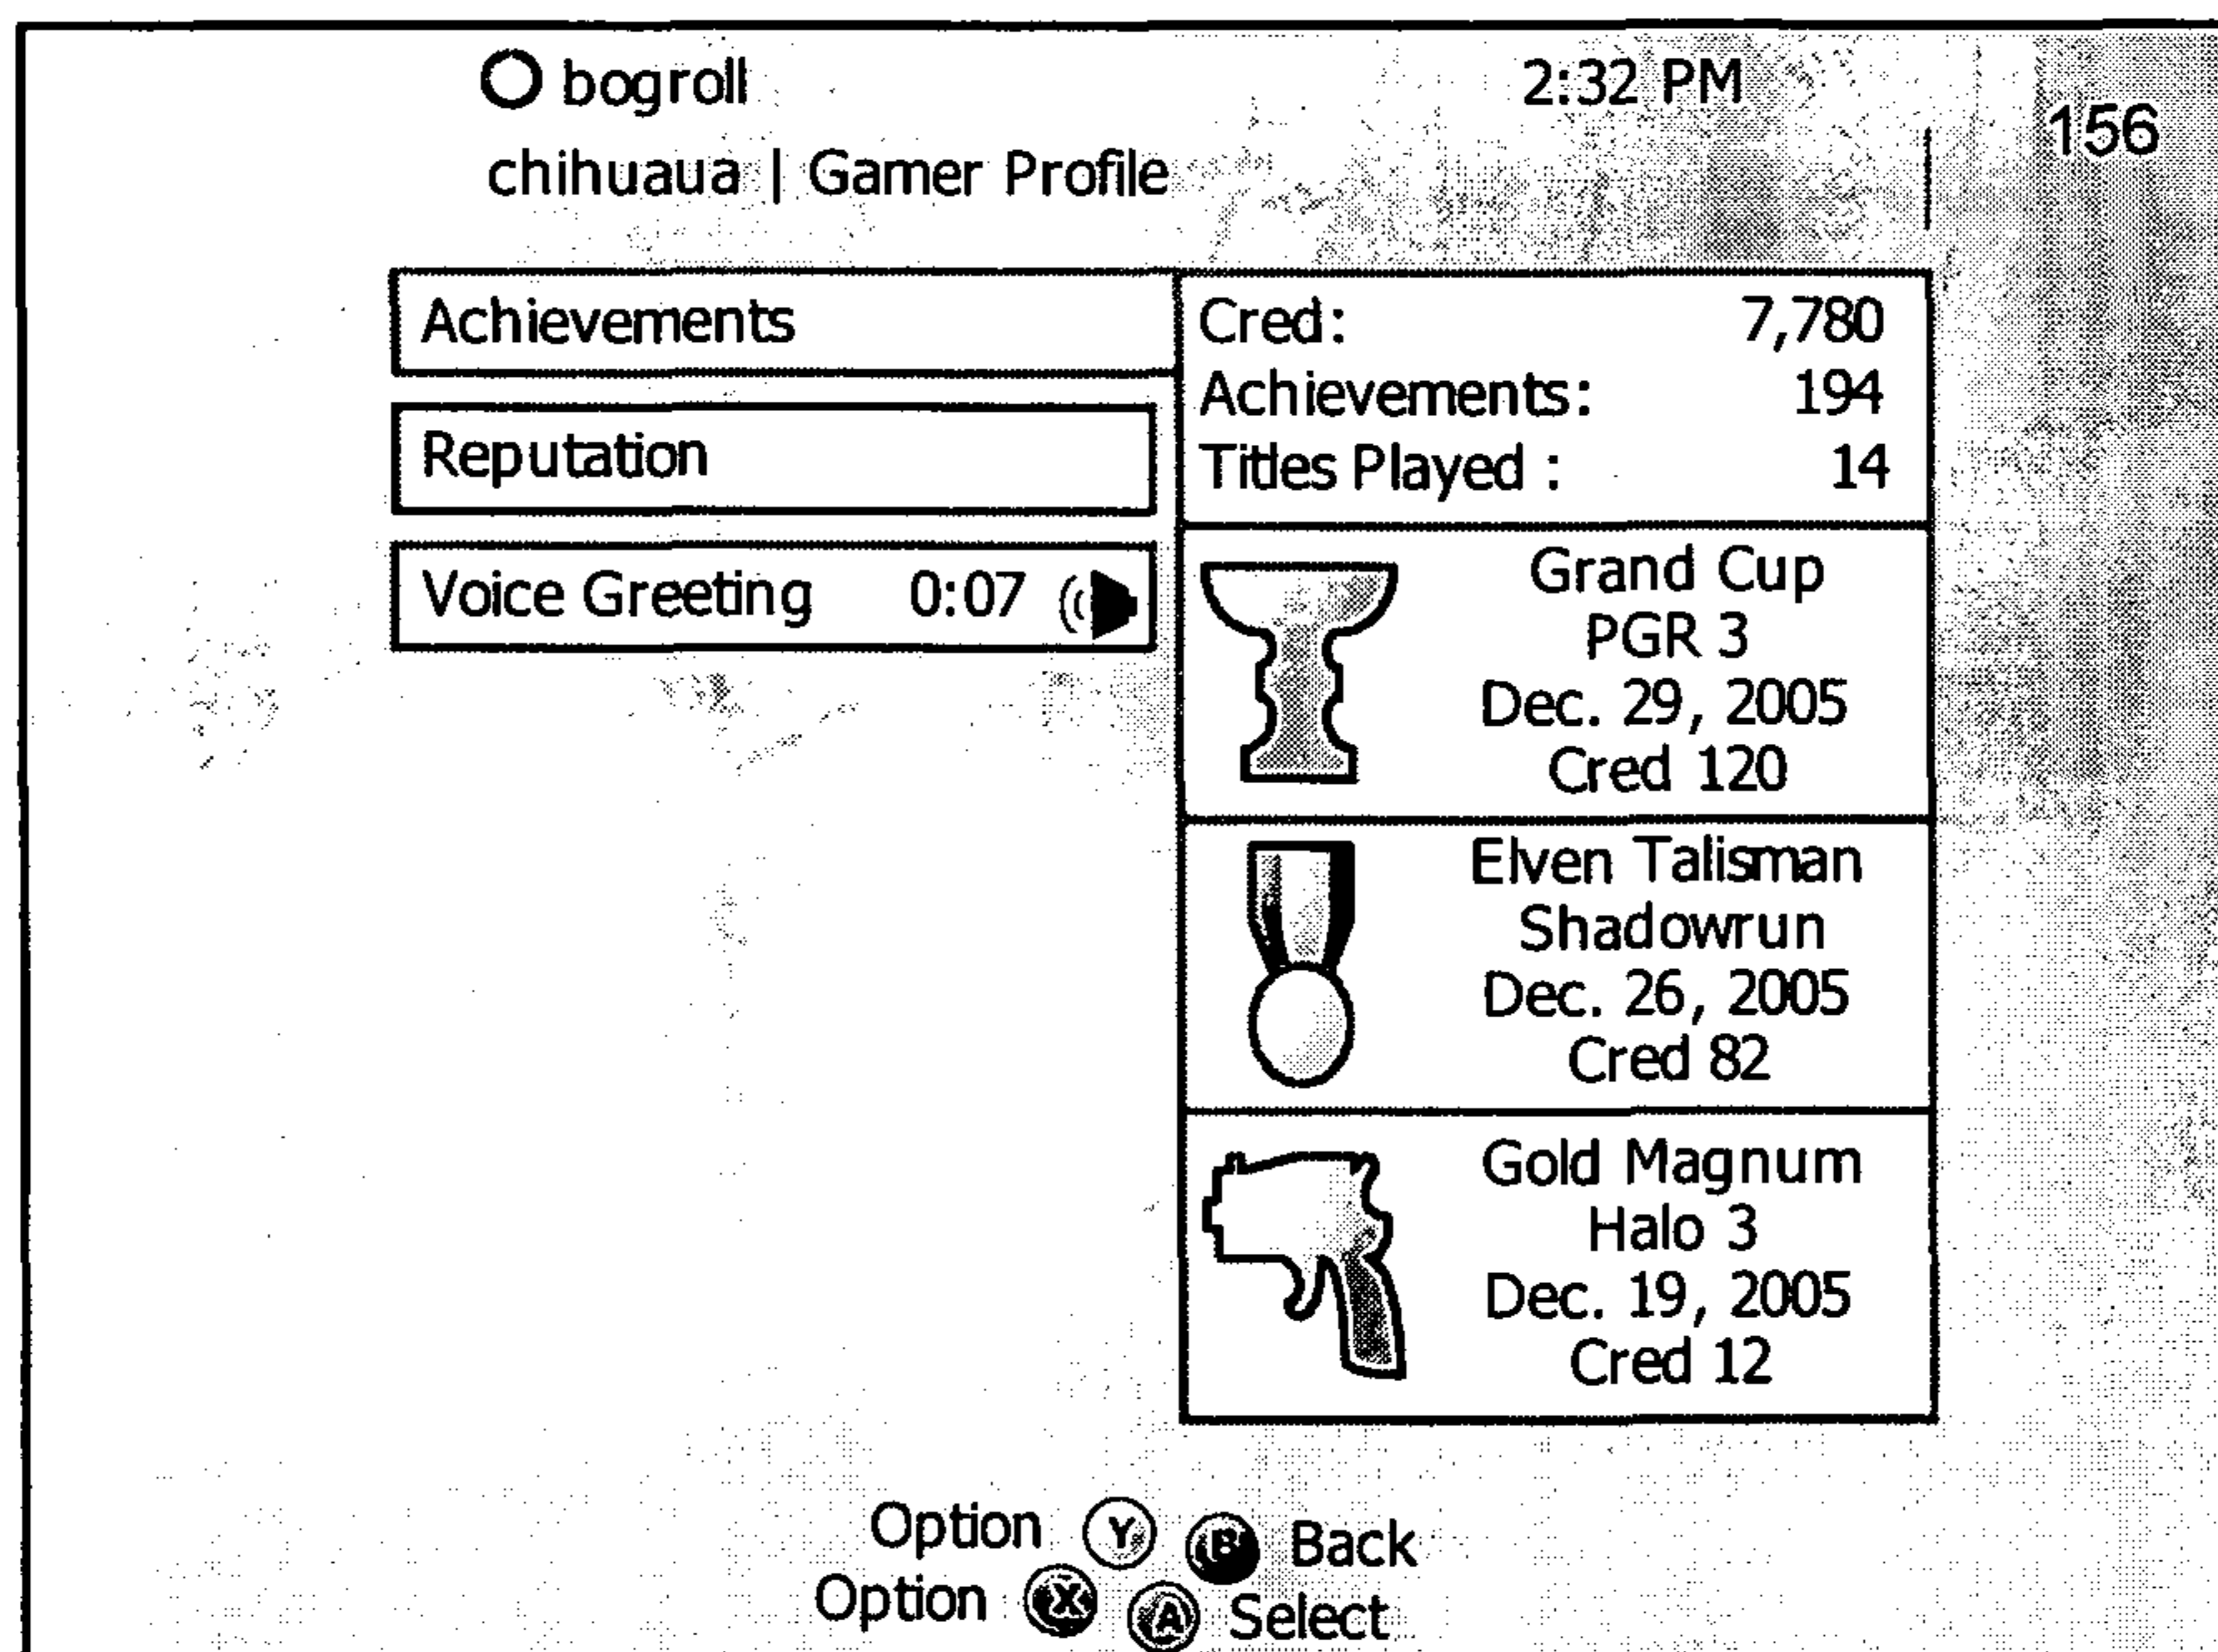 bogroll 2:32 PM
156
chihuaua | Gamer Profile
Achievements
Reputation
Voice Greeting 0:07
Cred: 7,780
Achievements: 194
Titles Played : 14
Grand Cup
PGR 3
Dec. 29, 2005
Cred 120
Elven Talisman
Shadowrun
Dec. 26, 2005
Cred 82
Gold Magnum
Halo 3
Dec. 19, 2005
Cred 12
Option Y B Back
Option X A Select